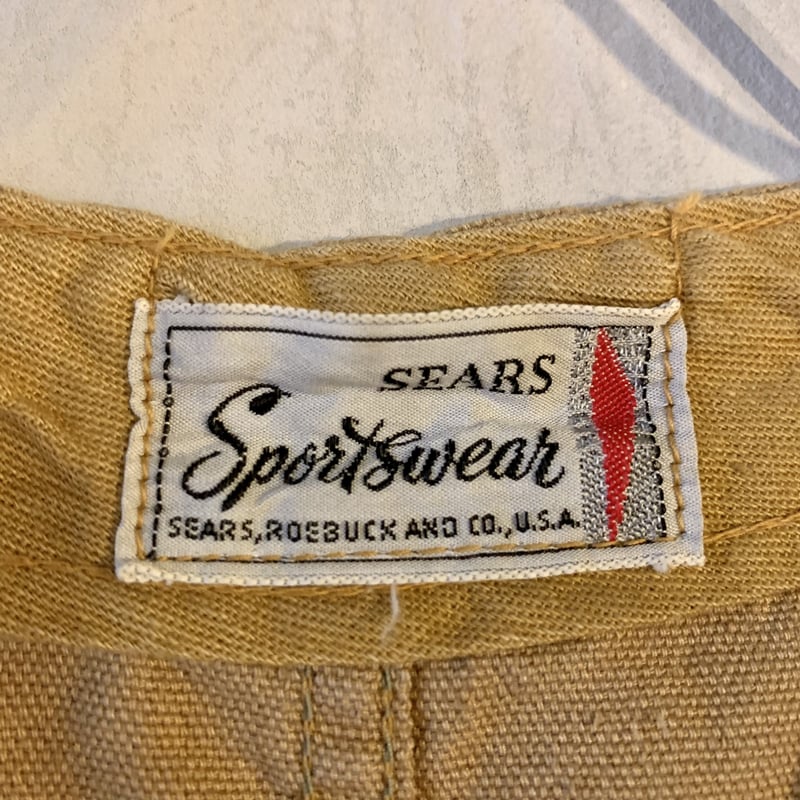 SEARS
Sportswear
SEARS, ROEBUCK AND CO., U.S.A.